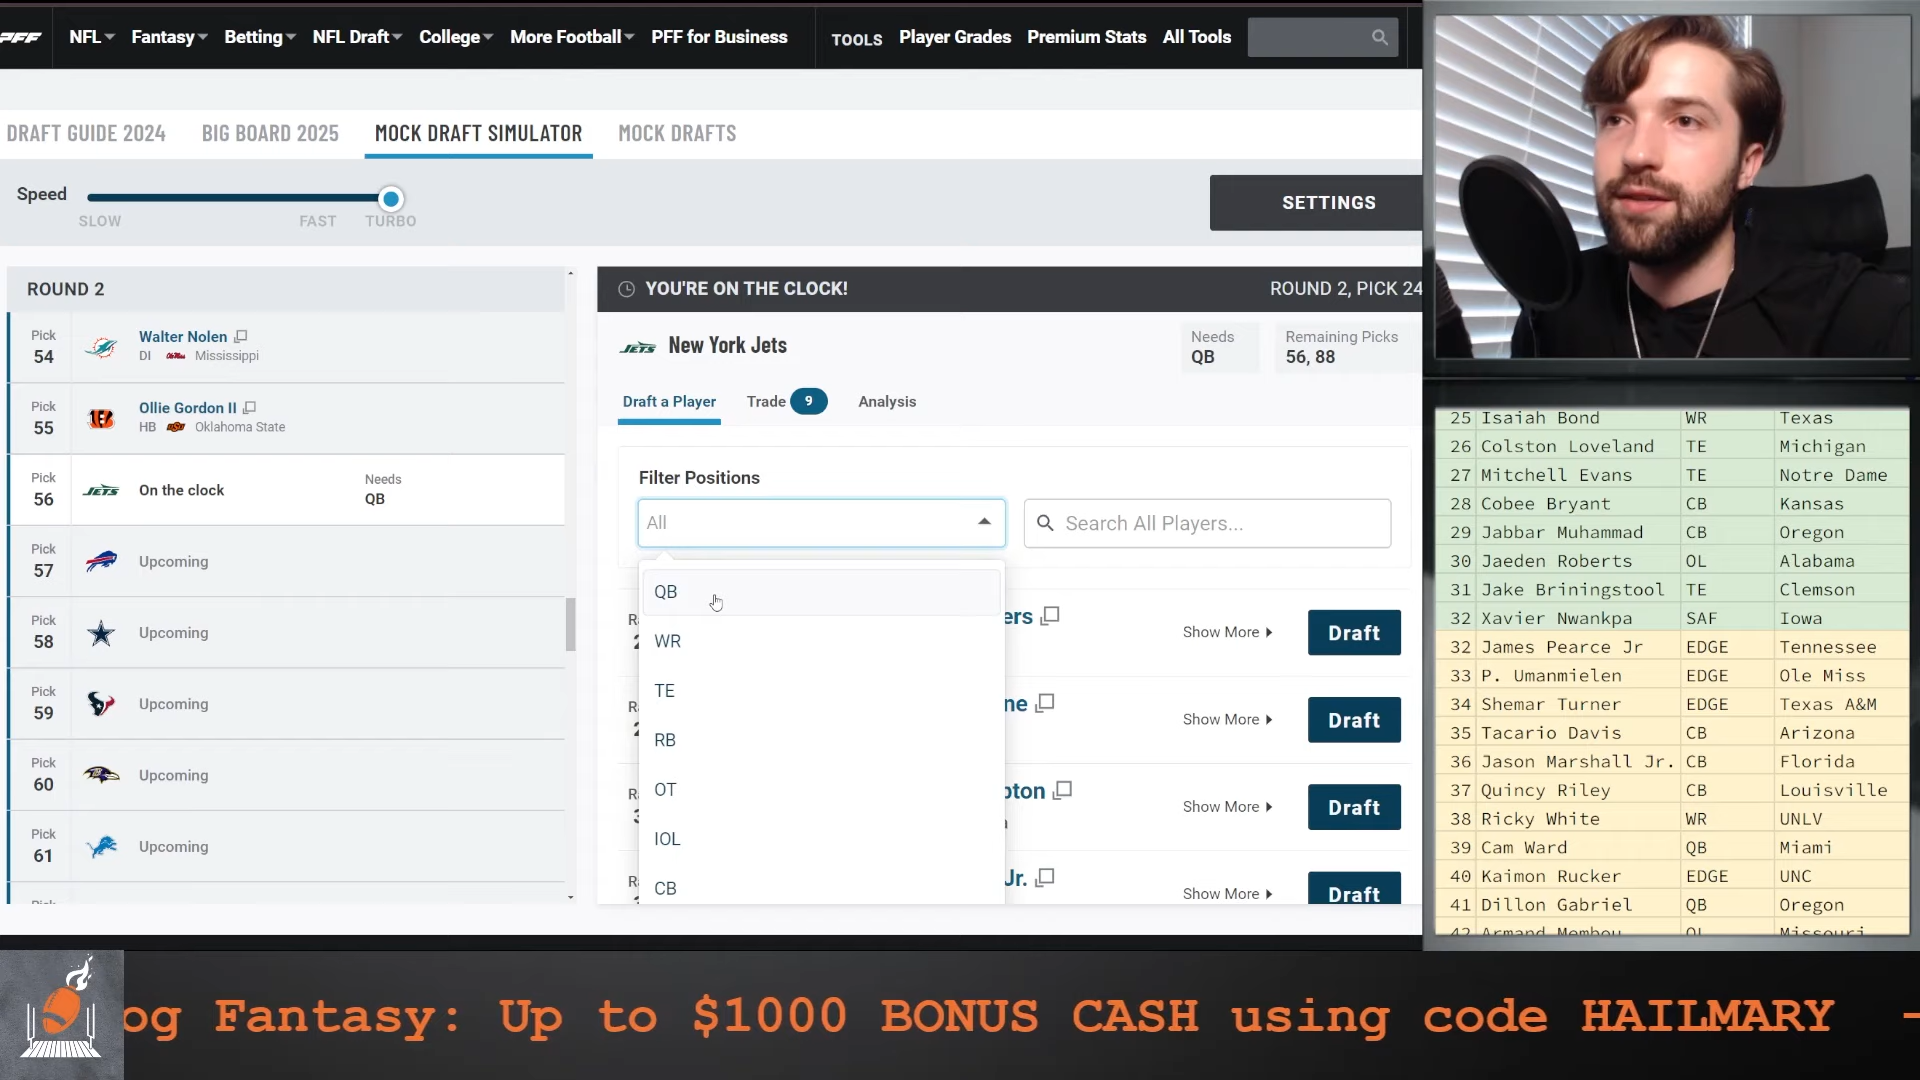 PFF NFL Fantasy Betting NFL Draft College More Football PFF for Business TOOLS Player Grades Premium Stats All Tools
DRAFT GUIDE 2024 BIG BOARD 2025 MOCK DRAFT SIMULATOR MOCK DRAFTS
Speed
SLOW FAST TURBO
SETTINGS
ROUND 2
Pick 54 Walter Nolen
DI Ole Miss Mississippi
Pick 55 Ollie Gordon II
HB OSU Oklahoma State
Pick 56 JETS On the clock Needs QB
Pick 57 Upcoming
Pick 58 Upcoming
Pick 59 Upcoming
Pick 60 Upcoming
Pick 61 Upcoming
YOU'RE ON THE CLOCK! ROUND 2, PICK 24
JETS New York Jets
Needs
QB
Remaining Picks
56, 88
Draft a Player Trade 9 Analysis
Filter Positions
All
Search All Players...
QB
WR
TE
RB
OT
IOL
CB
ers Show More Draft
ne Show More Draft
pton Show More Draft
Jr. Show More Draft
25 Isaiah Bond WR Texas
26 Colston Loveland TE Michigan
27 Mitchell Evans TE Notre Dame
28 Cobee Bryant CB Kansas
29 Jabbar Muhammad CB Oregon
30 Jaeden Roberts OL Alabama
31 Jake Briningstool TE Clemson
32 Xavier Nwankpa SAF Iowa
32 James Pearce Jr EDGE Tennessee
33 P. Umanmielen EDGE Ole Miss
34 Shemar Turner EDGE Texas A&M
35 Tacario Davis CB Arizona
36 Jason Marshall Jr. CB Florida
37 Quincy Riley CB Louisville
38 Ricky White WR UNLV
39 Cam Ward QB Miami
40 Kaimon Rucker EDGE UNC
41 Dillon Gabriel QB Oregon
42 Armand Membou OL Missouri
og Fantasy: Up to $1000 BONUS CASH using code HAILMARY -